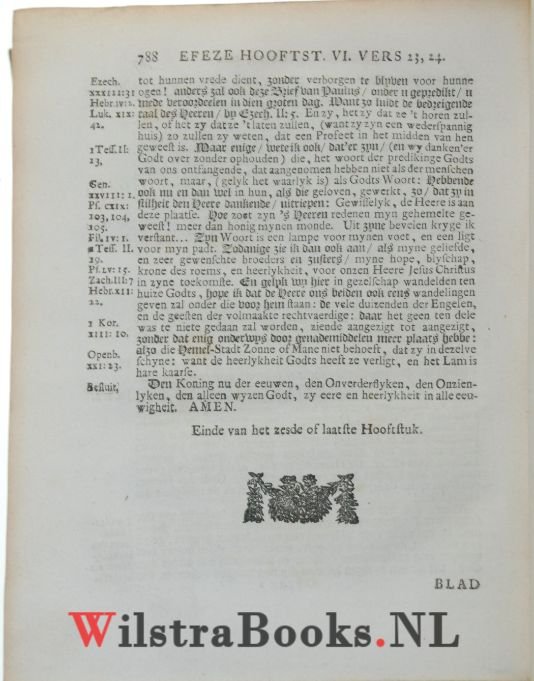 788 EFEZE HOOFTST. VI. VERS 23, 24.
Ezech. xxxiii: 31
Hebr. iv: 2.
Luk. xix: 42.
1 Tess. II: 23,
Gen. xxviii: 1.
Ps. cxix: 103, 104, 105.
Fil. iv: 1.
1 Tess. II. 19.
Ps. lv: 15.
Zach. III: 7
Hebr. XII: 22.
1 Kor. xiii: 10.
Openb. xxi: 23.
Besluit.
tot hunnen vrede dient, zonder verborgen te blyven voor hunne
ogen! anders zal ook deze Brief van Paulus/ onder u gepredikt/ u
mede veroordeelen in dien groten dag. Want zo luidt de bedreigende
taal des Heeren/ by Ezech. II: 5. En zy, het zy dat ze 't horen zul-
len, of het zy dat ze 't laten zullen, (want zy zyn een wederspannig
huis) zo zullen zy weten, dat een Profeet in het midden van hen
geweest is. Maar enige/ wete ik ook/ dat'er zyn/ (en wy danken'er
Godt over zonder ophouden) die, het woort der predikinge Godts
van ons ontfangende, dat aangenomen hebben niet als der menschen
woort, maar, (gelyk het waarlyk is) als Godts Woort: Hebbende
ook nu en dan wel in hun, als die geloven, gewerkt, zo/ dat zy in
stilheit den Heere dankende/ uitriepen: Gewisselyk, de Heere is aan
deze plaatse. Hoe zoet zyn 's Heeren redenen myn gehemelte ge-
weest! meer dan honig mynen monde. Uit zyne bevelen kryge ik
verstant... Zyn Woort is een lampe voor mynen voet, en een ligt
voor myn padt. Zodanige zie ik dan ook aan/ als myne geliefde,
en zeer gewenschte broeders en zusters/ myne hope, blyschap,
krone des roems, en heerlykheit, voor onzen Heere Jesus Christus
in zyne toekomste. En gelyk wy hier in gezelschap wandelden ten
huize Godts, hope ik dat de Heere ons beiden ook eens wandelingen
geven zal onder die voor hem staan: de vele duizenden der Engelen,
en de geesten der volmaakte rechtvaerdige: daar het geen ten dele
was te niete gedaan zal worden, ziende aangezigt tot aangezigt,
zonder dat enig onderwys door genademiddelen meer plaats hebbe:
alzo die Hemel-Stadt Zonne of Mane niet behoeft, dat zy in dezelve
schyne: want de heerlykheit Godts heeft ze verligt, en het Lam is
hare kaarse.
Den Koning nu der eeuwen, den Onverderflyken, den Onzien-
lyken, den alleen wyzen Godt, zy eere en heerlykheit in alle eeu-
wigheit. AMEN.
Einde van het zesde of laatste Hooftstuk.
BLAD
WilstraBooks.NL